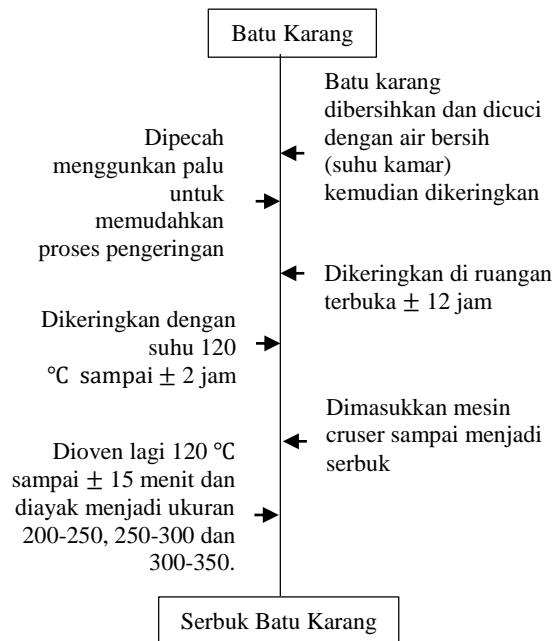 Batu Karang
Batu karang
dibersihkan dan dicuci
dengan air bersih
(suhu kamar)
kemudian dikeringkan
Dipecah
menggunkan palu
untuk
memudahkan
proses pengeringan
Dikeringkan di ruangan
terbuka ± 12 jam
Dikeringkan dengan
suhu 120
℃ sampai ± 2 jam
Dimasukkan mesin
cruser sampai menjadi
serbuk
Dioven lagi 120 ℃
sampai ± 15 menit dan
diayak menjadi ukuran
200-250, 250-300 dan
300-350.
Serbuk Batu Karang